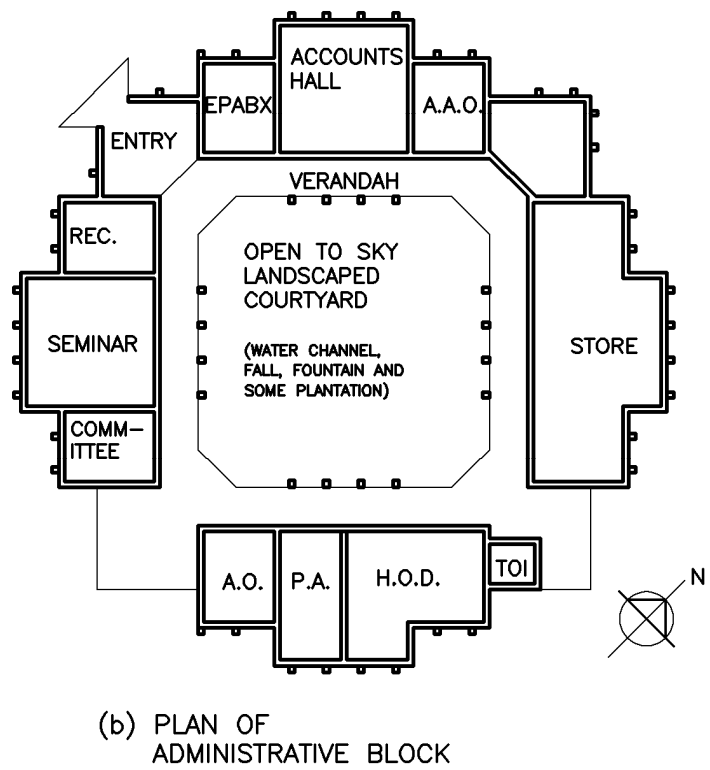 ACCOUNTS
HALL
EPABX
A.A.O.
ENTRY
VERANDAH
REC.
OPEN TO SKY
LANDSCAPED
COURTYARD
SEMINAR
(WATER CHANNEL,
FALL, FOUNTAIN AND
SOME PLANTATION)
STORE
COMM-
ITTEE
A.O.
P.A.
H.O.D.
TOI
N
(b) PLAN OF
ADMINISTRATIVE BLOCK